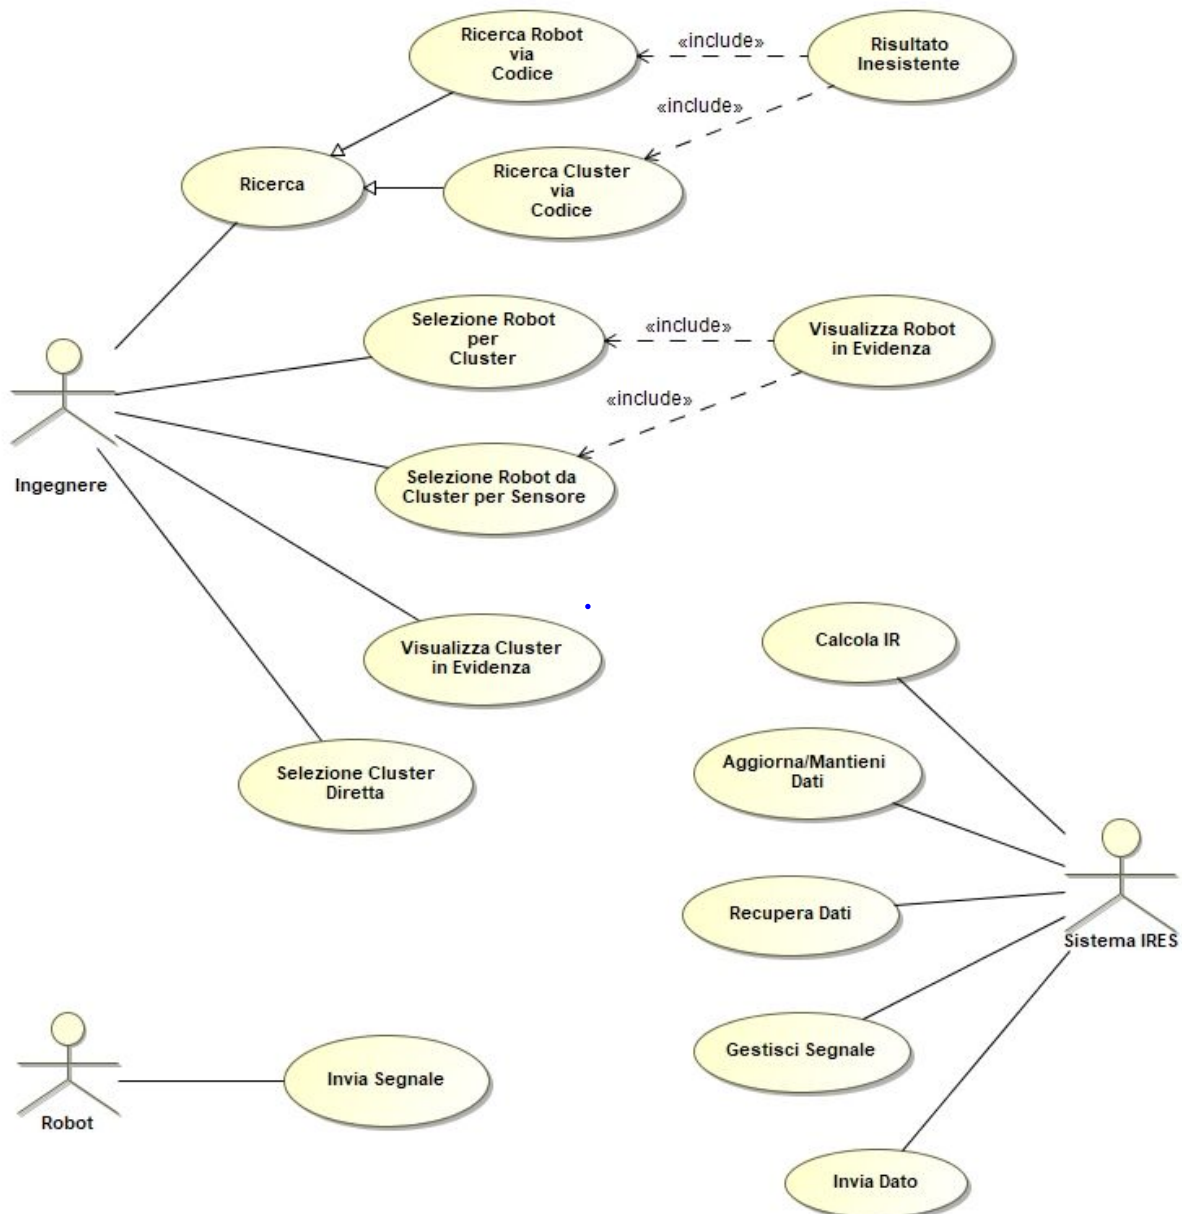 Ricerca Robot
via
Codice
«include»
Risultato
Inesistente
«include»
Ricerca
Ricerca Cluster
via
Codice
Selezione Robot
per
Cluster
«include»
Visualizza Robot
in Evidenza
«include»
Ingegnere
Selezione Robot da
Cluster per Sensore
Visualizza Cluster
in Evidenza
Calcola IR
Selezione Cluster
Diretta
Aggiorna/Mantieni
Dati
Recupera Dati
Sistema IRES
Gestisci Segnale
Invia Segnale
Robot
Invia Dato